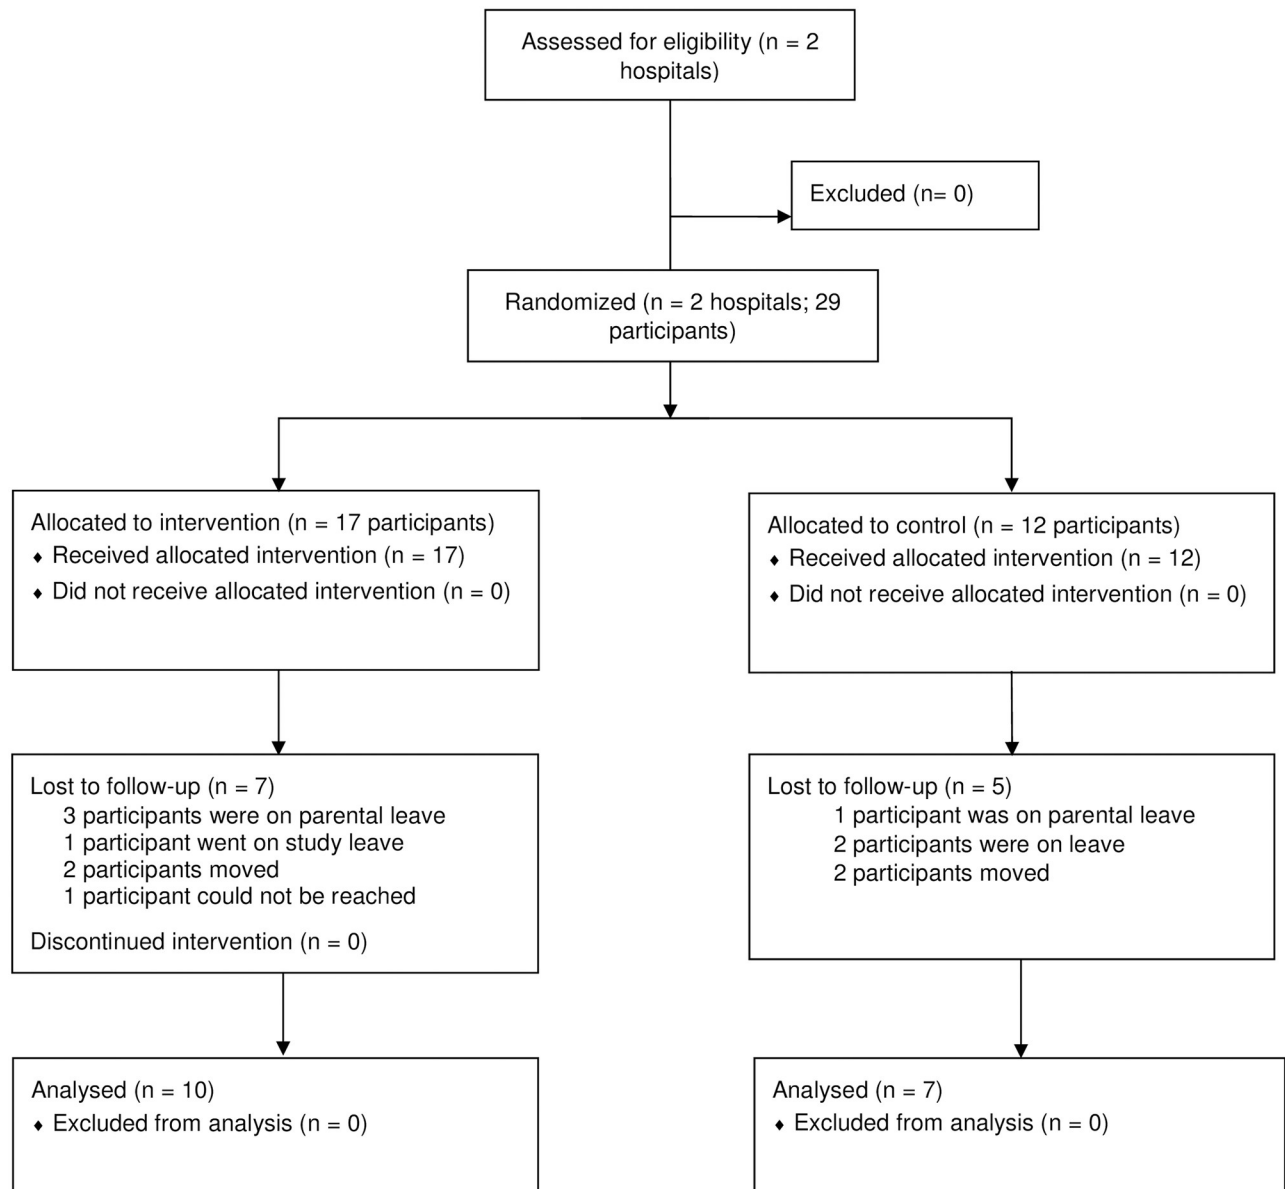 Assessed for eligibility (n = 2
hospitals)
Excluded (n= 0)
Randomized (n = 2 hospitals; 29
participants)
Allocated to intervention (n = 17 participants)
♦ Received allocated intervention (n = 17)
♦ Did not receive allocated intervention (n = 0)
Allocated to control (n = 12 participants)
♦ Received allocated intervention (n = 12)
♦ Did not receive allocated intervention (n = 0)
Lost to follow-up (n = 7)
3 participants were on parental leave
1 participant went on study leave
2 participants moved
1 participant could not be reached
Discontinued intervention (n = 0)
Lost to follow-up (n = 5)
1 participant was on parental leave
2 participants were on leave
2 participants moved
Analysed (n = 10)
♦ Excluded from analysis (n = 0)
Analysed (n = 7)
♦ Excluded from analysis (n = 0)